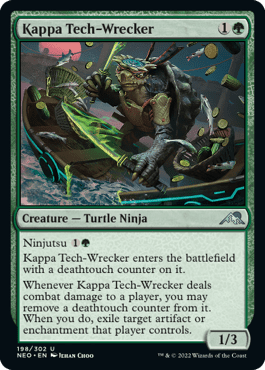 Kappa Tech-Wrecker 1
Creature — Turtle Ninja
Ninjutsu 1
Kappa Tech-Wrecker enters the battlefield
with a deathtouch counter on it.
Whenever Kappa Tech-Wrecker deals
combat damage to a player, you may
remove a deathtouch counter from it.
When you do, exile target artifact or
enchantment that player controls.
1/3
198/302 U
NEO • EN JEHAN CHOO
™ & © 2022 Wizards of the Coast